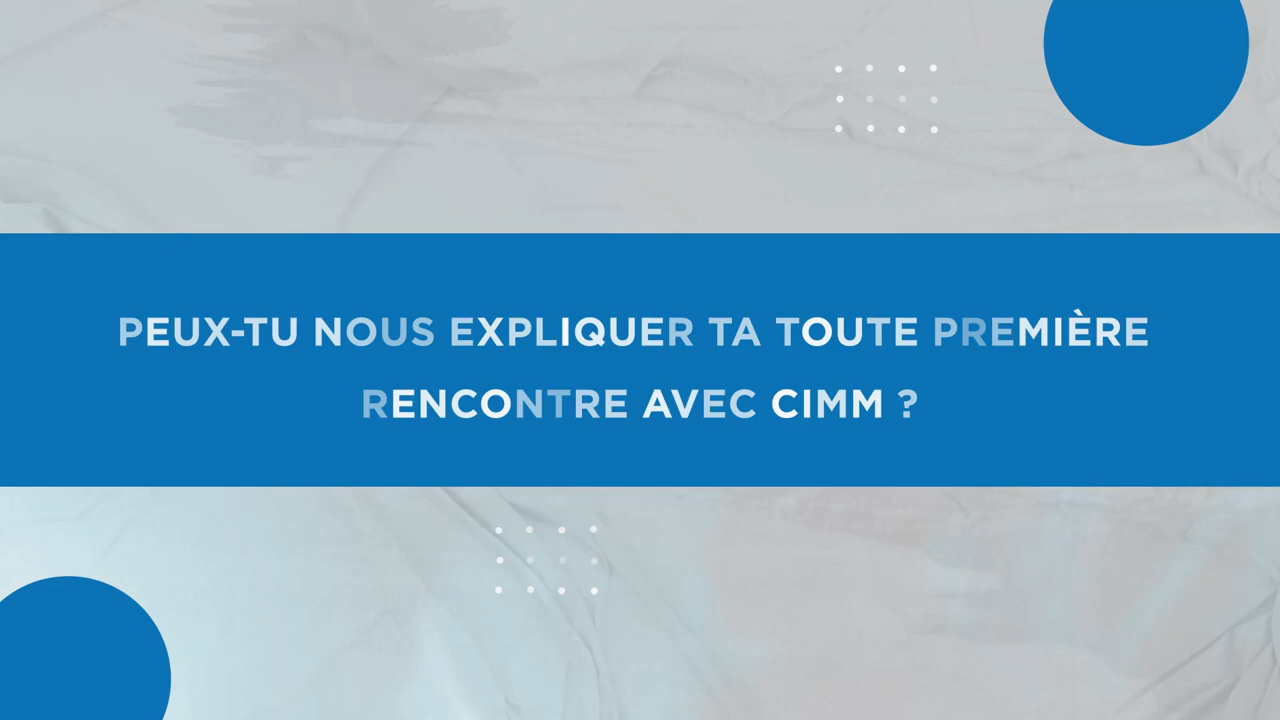 PEUX-TU NOUS EXPLIQUER TA TOUTE PREMIÈRE
RENCONTRE AVEC CIMM ?